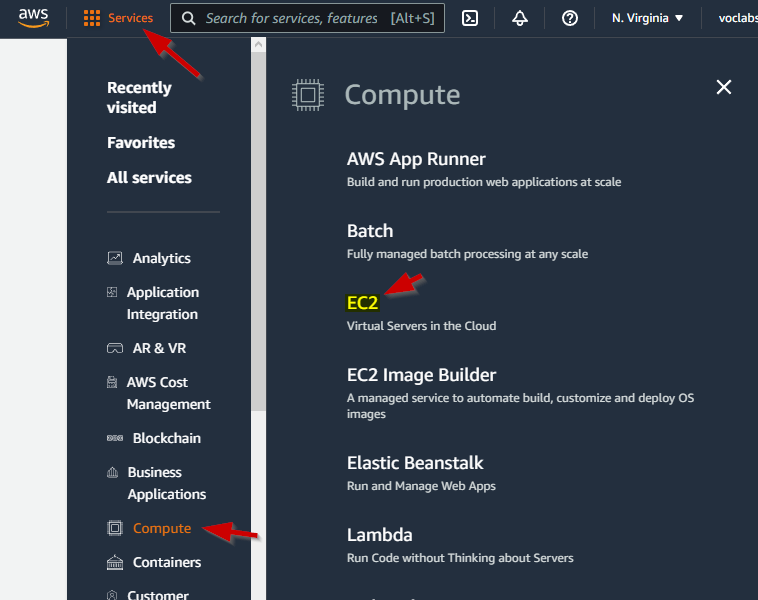 aws
Services
Search for services, features
[Alt+S]
N. Virginia
voclabs
Recently
visited
Favorites
All services
Analytics
Application
Integration
AR & VR
AWS Cost
Management
Blockchain
Business
Applications
Compute
Containers
Customer
Compute
AWS App Runner
Build and run production web applications at scale
Batch
Fully managed batch processing at any scale
EC2
Virtual Servers in the Cloud
EC2 Image Builder
A managed service to automate build, customize and deploy OS
images
Elastic Beanstalk
Run and Manage Web Apps
Lambda
Run Code without Thinking about Servers